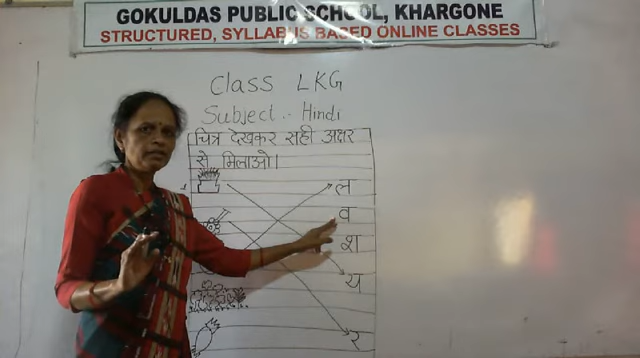 GOKULDAS PUBLIC SCHOOL, KHARGONE
STRUCTURED, SYLLABUS BASED ONLINE CLASSES
Class LKG
Subject :- Hindi
चित्र देखकर सही अक्षर
से मिलाओ।
ल
व
श
य
र